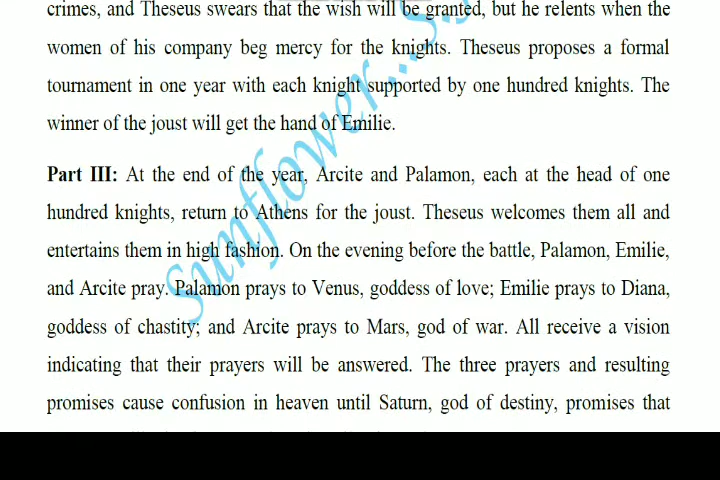 crimes, and Theseus swears that the wish will be granted, but he relents when the
women of his company beg mercy for the knights. Theseus proposes a formal
tournament in one year with each knight supported by one hundred knights. The
winner of the joust will get the hand of Emilie.
Part III: At the end of the year, Arcite and Palamon, each at the head of one
hundred knights, return to Athens for the joust. Theseus welcomes them all and
entertains them in high fashion. On the evening before the battle, Palamon, Emilie,
and Arcite pray. Palamon prays to Venus, goddess of love; Emilie prays to Diana,
goddess of chastity; and Arcite prays to Mars, god of war. All receive a vision
indicating that their prayers will be answered. The three prayers and resulting
promises cause confusion in heaven until Saturn, god of destiny, promises that
Sunflower...S.